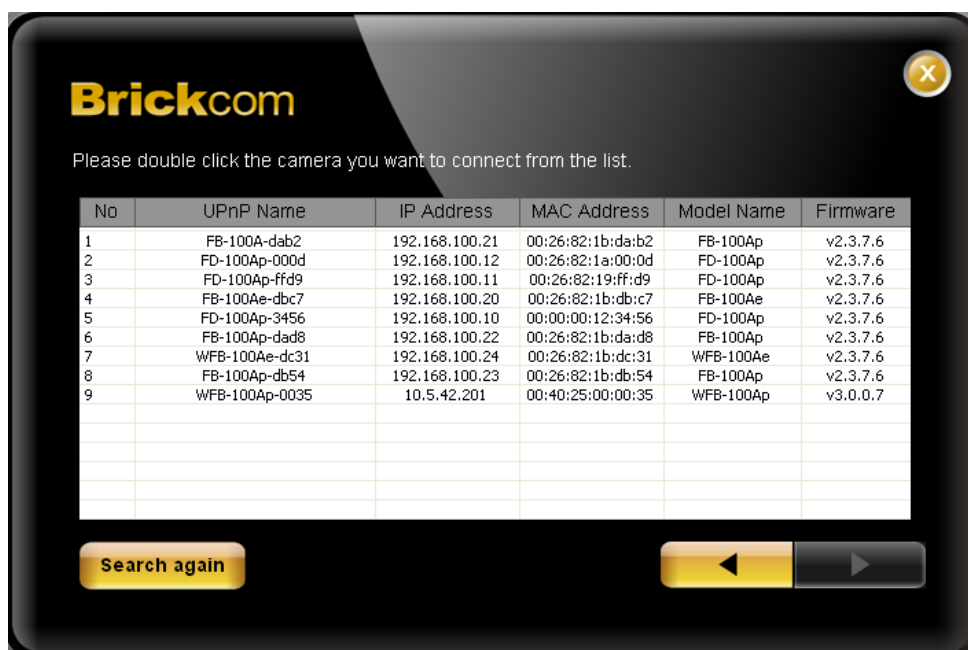 Brickcom
Please double click the camera you want to connect from the list.
No UPnP Name IP Address MAC Address Model Name Firmware
1 FB-100A-dab2 192.168.100.21 00:26:82:1b:da:b2 FB-100Ap v2.3.7.6
2 FD-100Ap-000d 192.168.100.12 00:26:82:1a:00:0d FD-100Ap v2.3.7.6
3 FD-100Ap-ffd9 192.168.100.11 00:26:82:19:ff:d9 FD-100Ap v2.3.7.6
4 FB-100Ae-dbc7 192.168.100.20 00:26:82:1b:db:c7 FB-100Ae v2.3.7.6
5 FD-100Ap-3456 192.168.100.10 00:00:00:12:34:56 FD-100Ap v2.3.7.6
6 FB-100Ap-dad8 192.168.100.22 00:26:82:1b:da:d8 FB-100Ap v2.3.7.6
7 WFB-100Ae-dc31 192.168.100.24 00:26:82:1b:dc:31 WFB-100Ae v2.3.7.6
8 FB-100Ap-db54 192.168.100.23 00:26:82:1b:db:54 FB-100Ap v2.3.7.6
9 WFB-100Ap-0035 10.5.42.201 00:40:25:00:00:35 WFB-100Ap v3.0.0.7
Search again